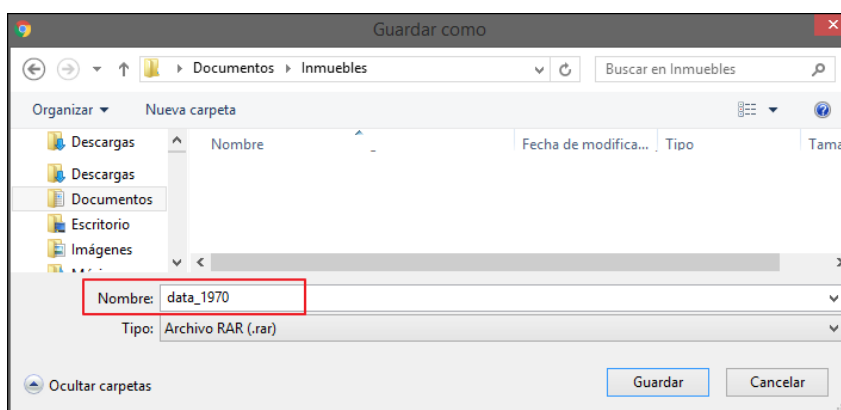 Guardar como
Documentos Inmuebles Buscar en Inmuebles
Organizar Nueva carpeta
Descargas Nombre Fecha de modifica... Tipo Tama
Descargas
Documentos
Escritorio
Imágenes
Nombre: data_1970
Tipo: Archivo RAR (.rar)
Ocultar carpetas Guardar Cancelar